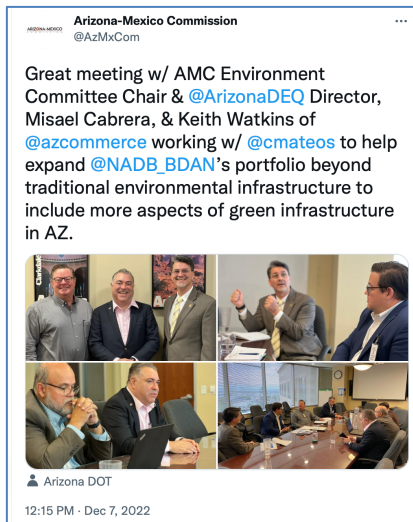 Arizona-Mexico Commission
ARIZONA-MEXICO
@AzMxCom
Great meeting w/ AMC Environment
Committee Chair & @ArizonaDEQ Director,
Misael Cabrera, & Keith Watkins of
@azcommerce working w/ @cmateos to help
expand @NADB_BDAN's portfolio beyond
traditional environmental infrastructure to
include more aspects of green infrastructure
in AZ.
Clarkdale
Arizona DOT
12:15 PM · Dec 7, 2022